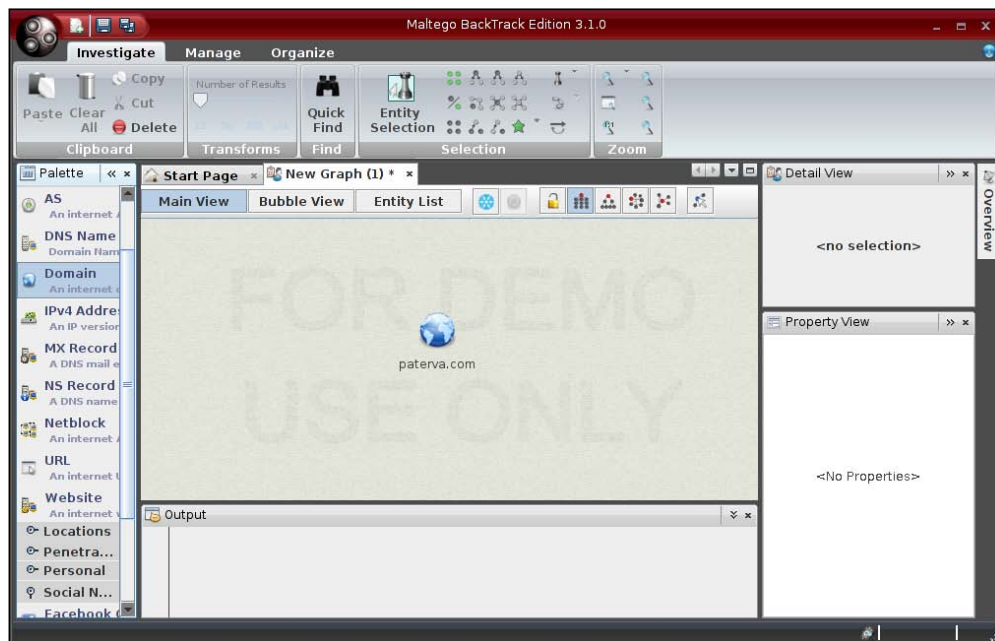 Maltego BackTrack Edition 3.1.0
Investigate Manage Organize
Copy
Cut
Delete
Paste
Clear All
Clipboard
Number of Results
Transforms
Quick Find
Find
Entity Selection
Selection
Zoom
Palette
AS
An internet
DNS Name
Domain Nam
Domain
An internet
IPv4 Addre
An IP version
MX Record
A DNS mail e
NS Record
A DNS name
Netblock
An internet
URL
An internet
Website
An internet
Locations
Penetra...
Personal
Social N...
Facebook
Start Page
New Graph (1) *
Main View Bubble View Entity List
FOR DEMO
USE ONLY
paterva.com
Output
Detail View
<no selection>
Property View
<No Properties>
Overview